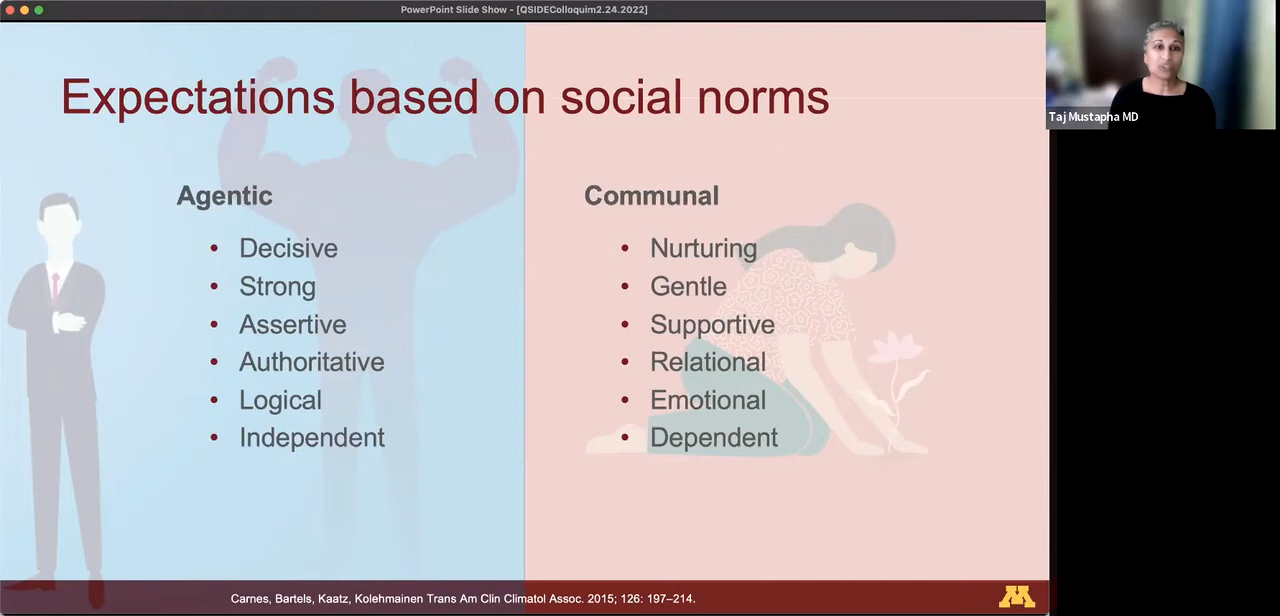 PowerPoint Slide Show - [QSIDEColloquim2.24.2022]
Expectations based on social norms
Taj Mustapha MD
Agentic
• Decisive
• Strong
• Assertive
• Authoritative
• Logical
• Independent
Communal
• Nurturing
• Gentle
• Supportive
• Relational
• Emotional
• Dependent
Carnes, Bartels, Kaatz, Kolehmainen Trans Am Clin Climatol Assoc. 2015; 126: 197–214.
M